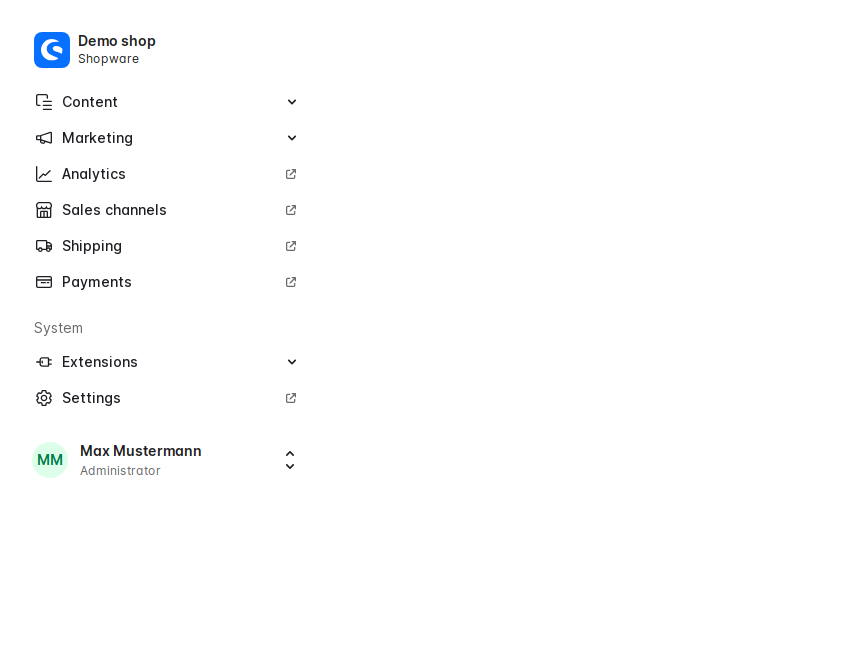 Demo shop
Shopware
Content
Marketing
Analytics
Sales channels
Shipping
Payments
System
Extensions
Settings
MM
Max Mustermann
Administrator